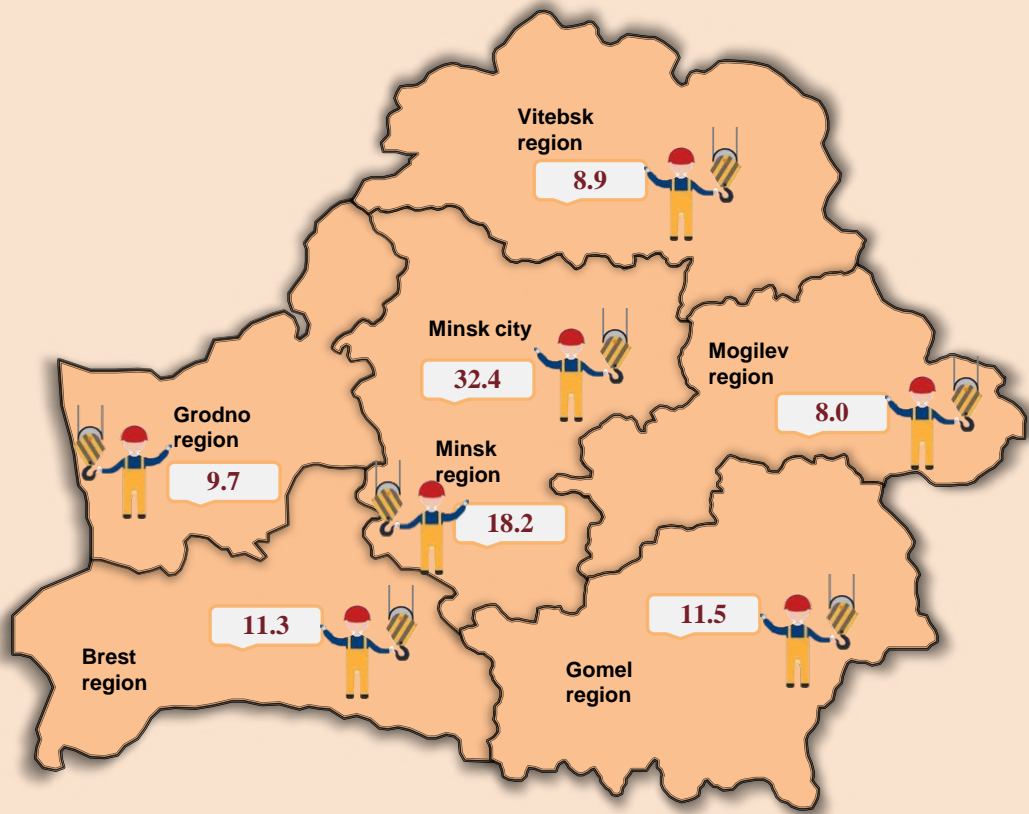 Vitebsk
region
8.9
Minsk city
32.4
Mogilev
region
8.0
Grodno
region
9.7
Minsk
region
18.2
11.3
Brest
region
11.5
Gomel
region